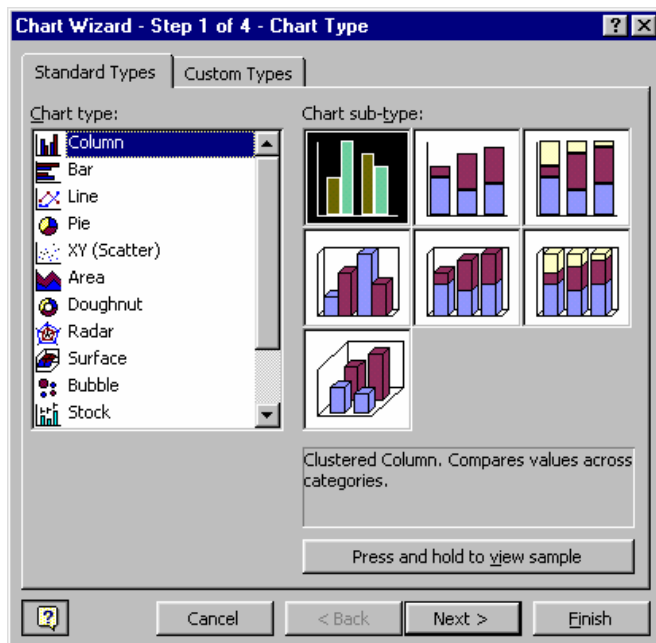 Chart Wizard - Step 1 of 4 - Chart Type
Standard Types
Custom Types
Chart type:
Column
Bar
Line
Pie
XY (Scatter)
Area
Doughnut
Radar
Surface
Bubble
Stock
Chart sub-type:
Clustered Column. Compares values across
categories.
Press and hold to view sample
Cancel
< Back
Next >
Finish